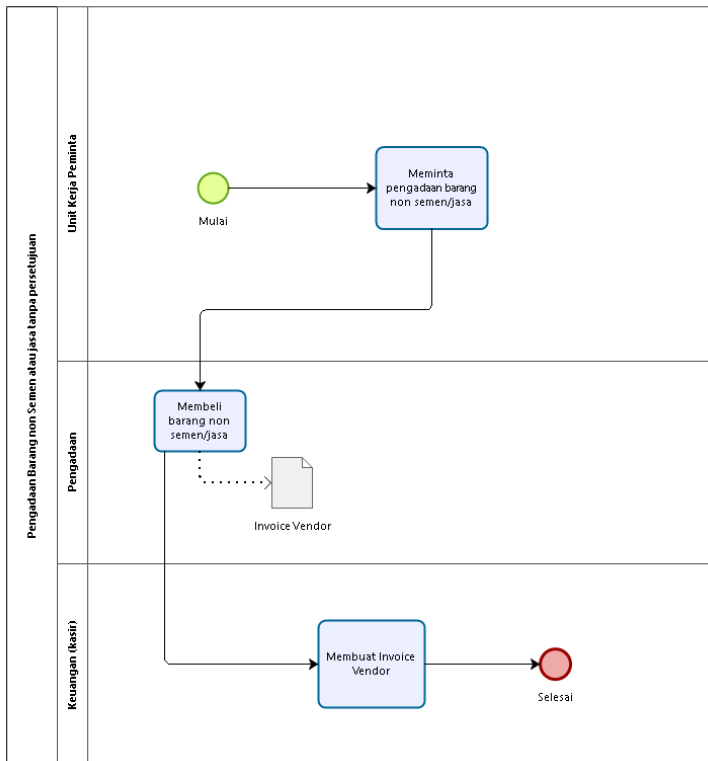 Pengadaan Barang non Semen atau jasa tanpa persetujuan
Unit Kerja Peminta
Mulai
Meminta
pengadaan barang
non semen/jasa
Pengadaan
Membeli
barang non
semen/jasa
Invoice Vendor
Keuangan (kasir)
Membuat Invoice
Vendor
Selesai